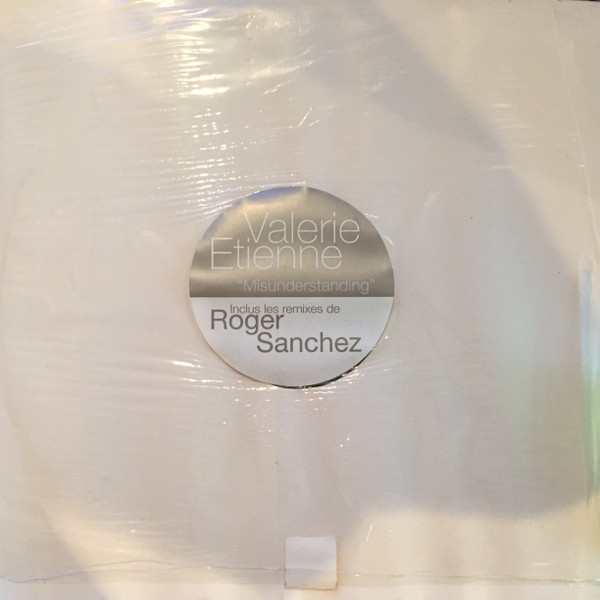 Valerie
Etienne
"Misunderstanding"
Inclus les remixes de
Roger
Sanchez